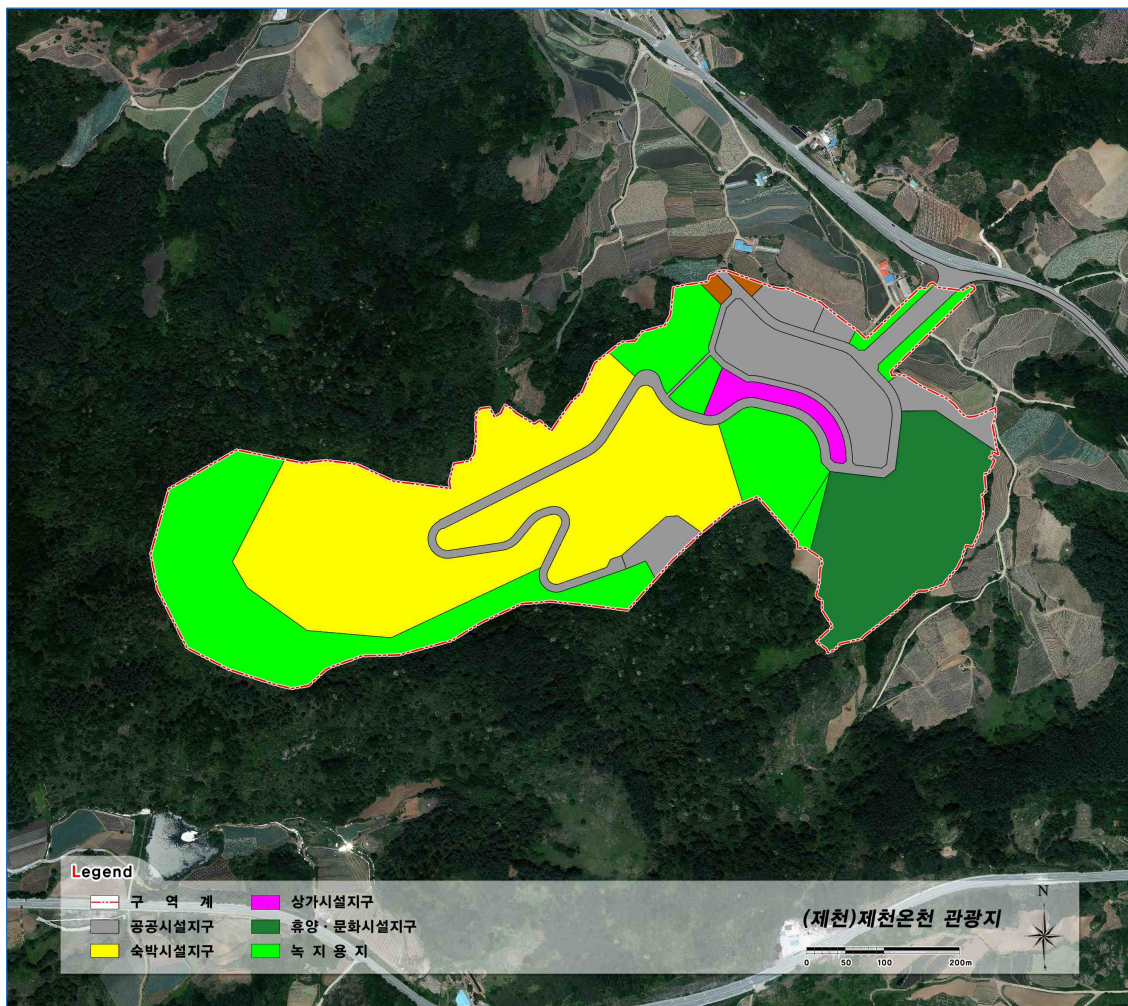 Legend
구 역 계
공공시설지구
숙박시설지구
상가시설지구
휴양 · 문화시설지구
녹 지 용 지
(제천)제천온천 관광지
N
0 50 100 200m